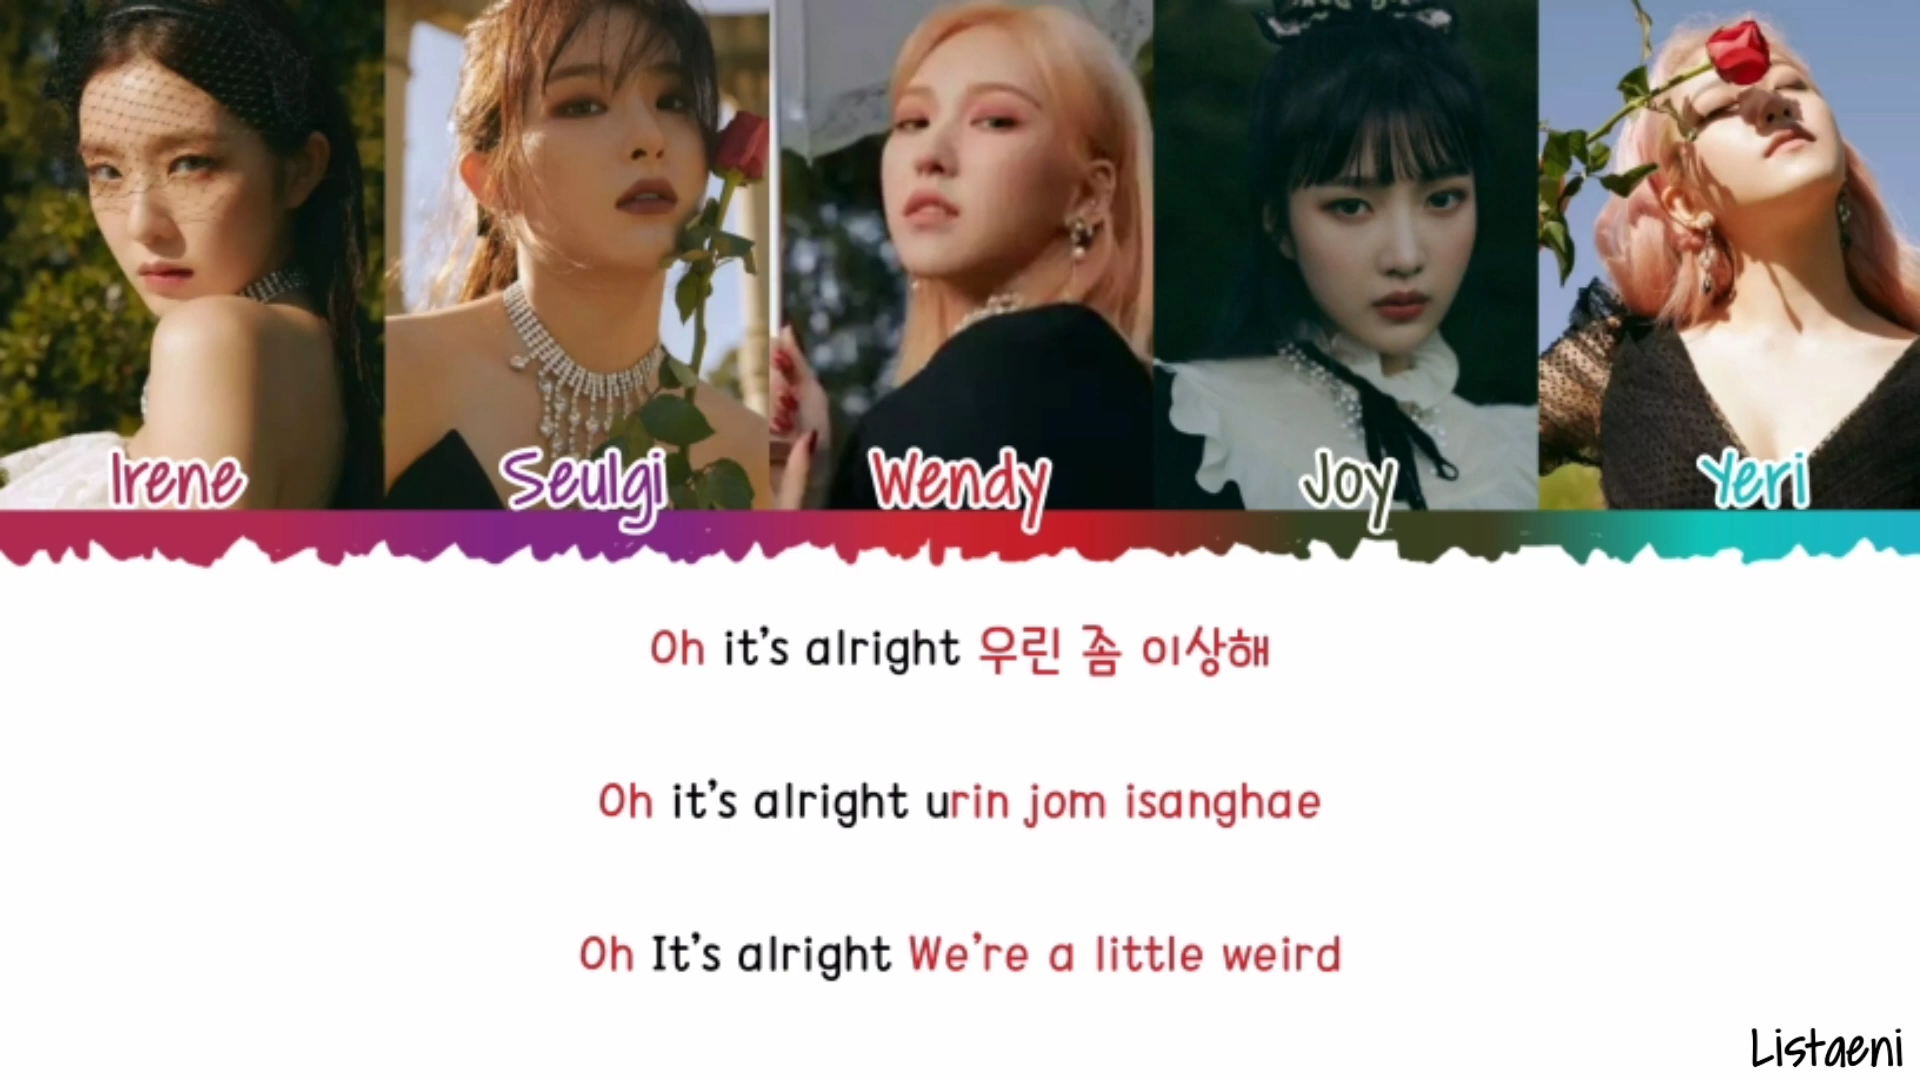 Irene
Seulgi
Wendy
Joy
Yeri
Oh it's alright 우린 좀 이상해
Oh it's alright urin jom isanghae
Oh It's alright We're a little weird
Listaeni